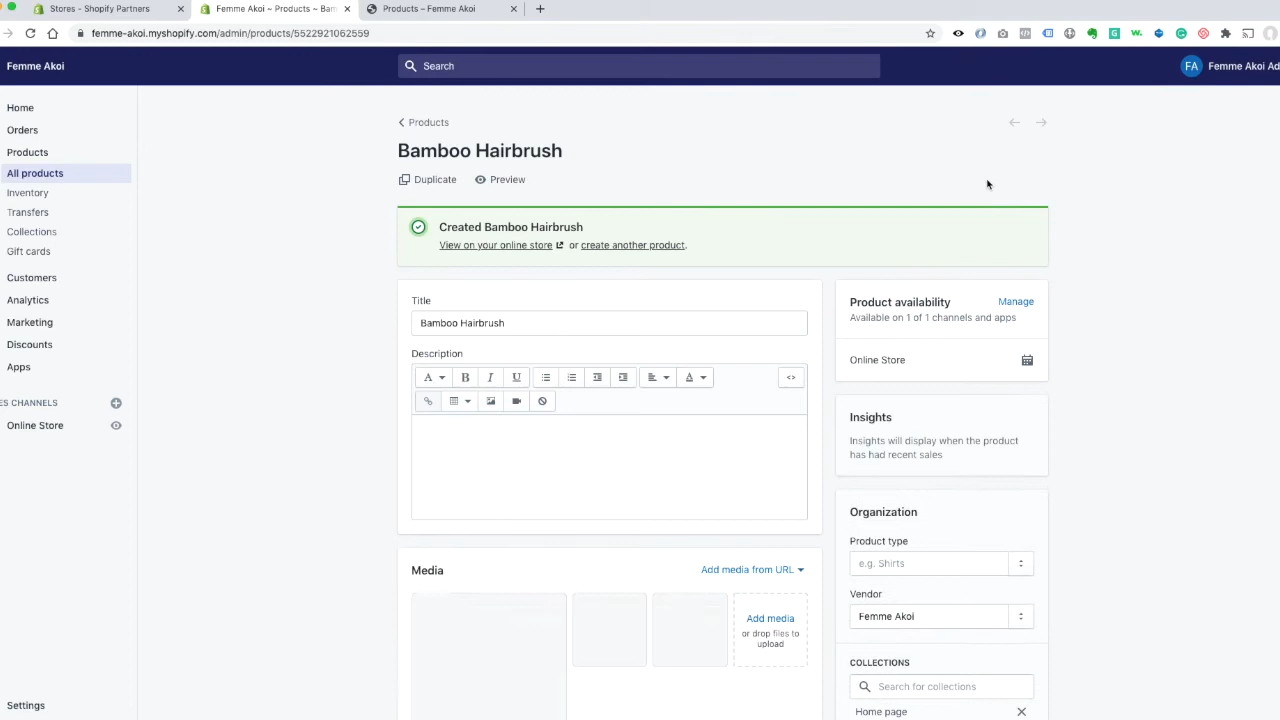 Stores - Shopify Partners
Femme Akoi ~ Products ~ Bam
Products – Femme Akoi
femme-akoi.myshopify.com/admin/products/5522921062559
Femme Akoi
Search
FA
Femme Akoi Ad
Home
Orders
Products
All products
Inventory
Transfers
Collections
Gift cards
Customers
Analytics
Marketing
Discounts
Apps
ES CHANNELS
Online Store
Settings
Products
Bamboo Hairbrush
Duplicate
Preview
Created Bamboo Hairbrush
View on your online store or create another product.
Title
Bamboo Hairbrush
Description
A
B
I
U
A
<>
Media
Add media from URL
Add media
or drop files to
upload
Product availability
Manage
Available on 1 of 1 channels and apps
Online Store
Insights
Insights will display when the product
has had recent sales
Organization
Product type
e.g. Shirts
Vendor
Femme Akoi
COLLECTIONS
Search for collections
Home page